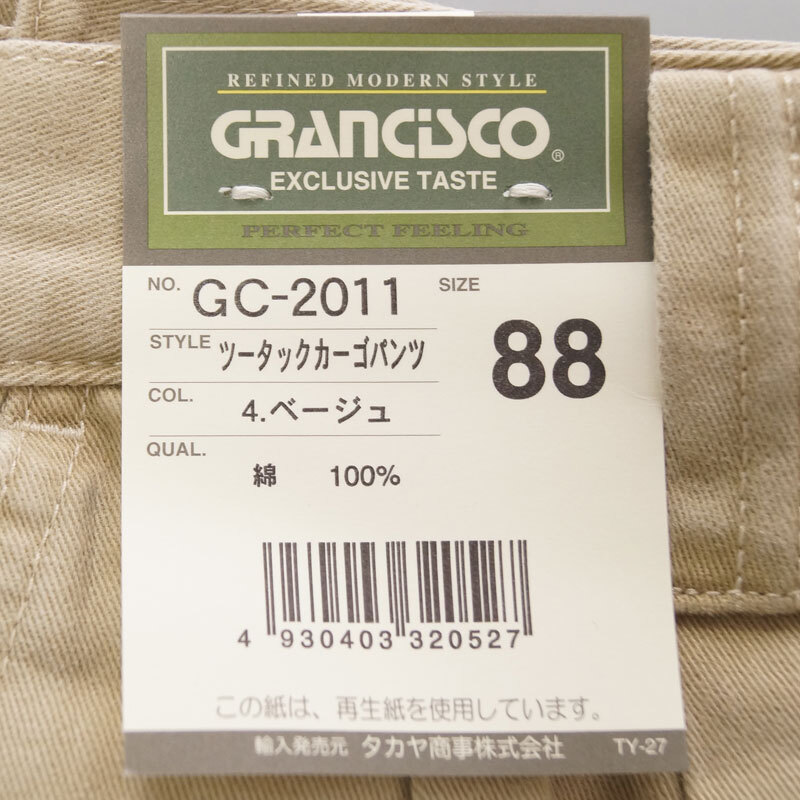 REFINED MODERN STYLE
GRANCISCO®
EXCLUSIVE TASTE
PERFECT FEELING
NO. GC-2011
SIZE 88
STYLE ツータックカーゴパンツ
COL. 4.ベージュ
QUAL. 綿 100%
4 930403 320527
この紙は、再生紙を使用しています。
輸入発売元 タカヤ商事株式会社 TY-27